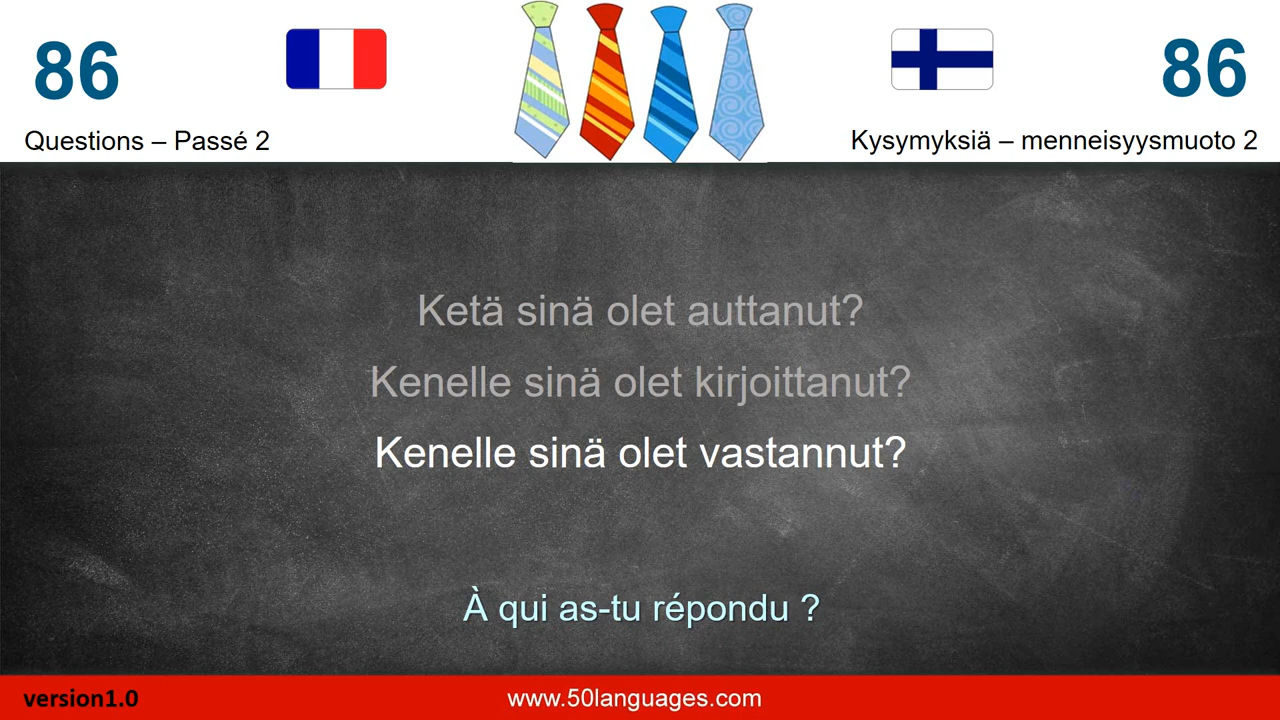 86
86
Questions – Passé 2
Kysymyksiä – menneisyysmuoto 2
Ketä sinä olet auttanut?
Kenelle sinä olet kirjoittanut?
Kenelle sinä olet vastannut?
À qui as-tu répondu ?
version1.0
www.50languages.com